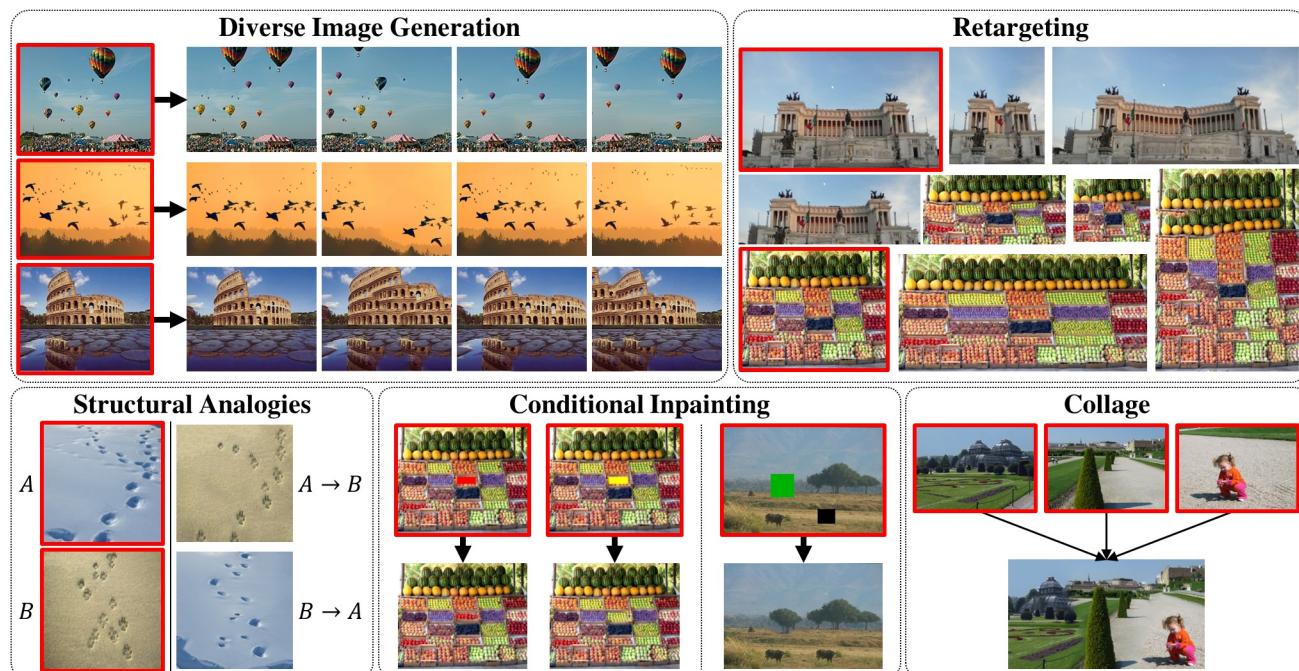 Diverse Image Generation
Retargeting
Structural Analogies
A
A → B
B
B → A
Conditional Inpainting
Collage